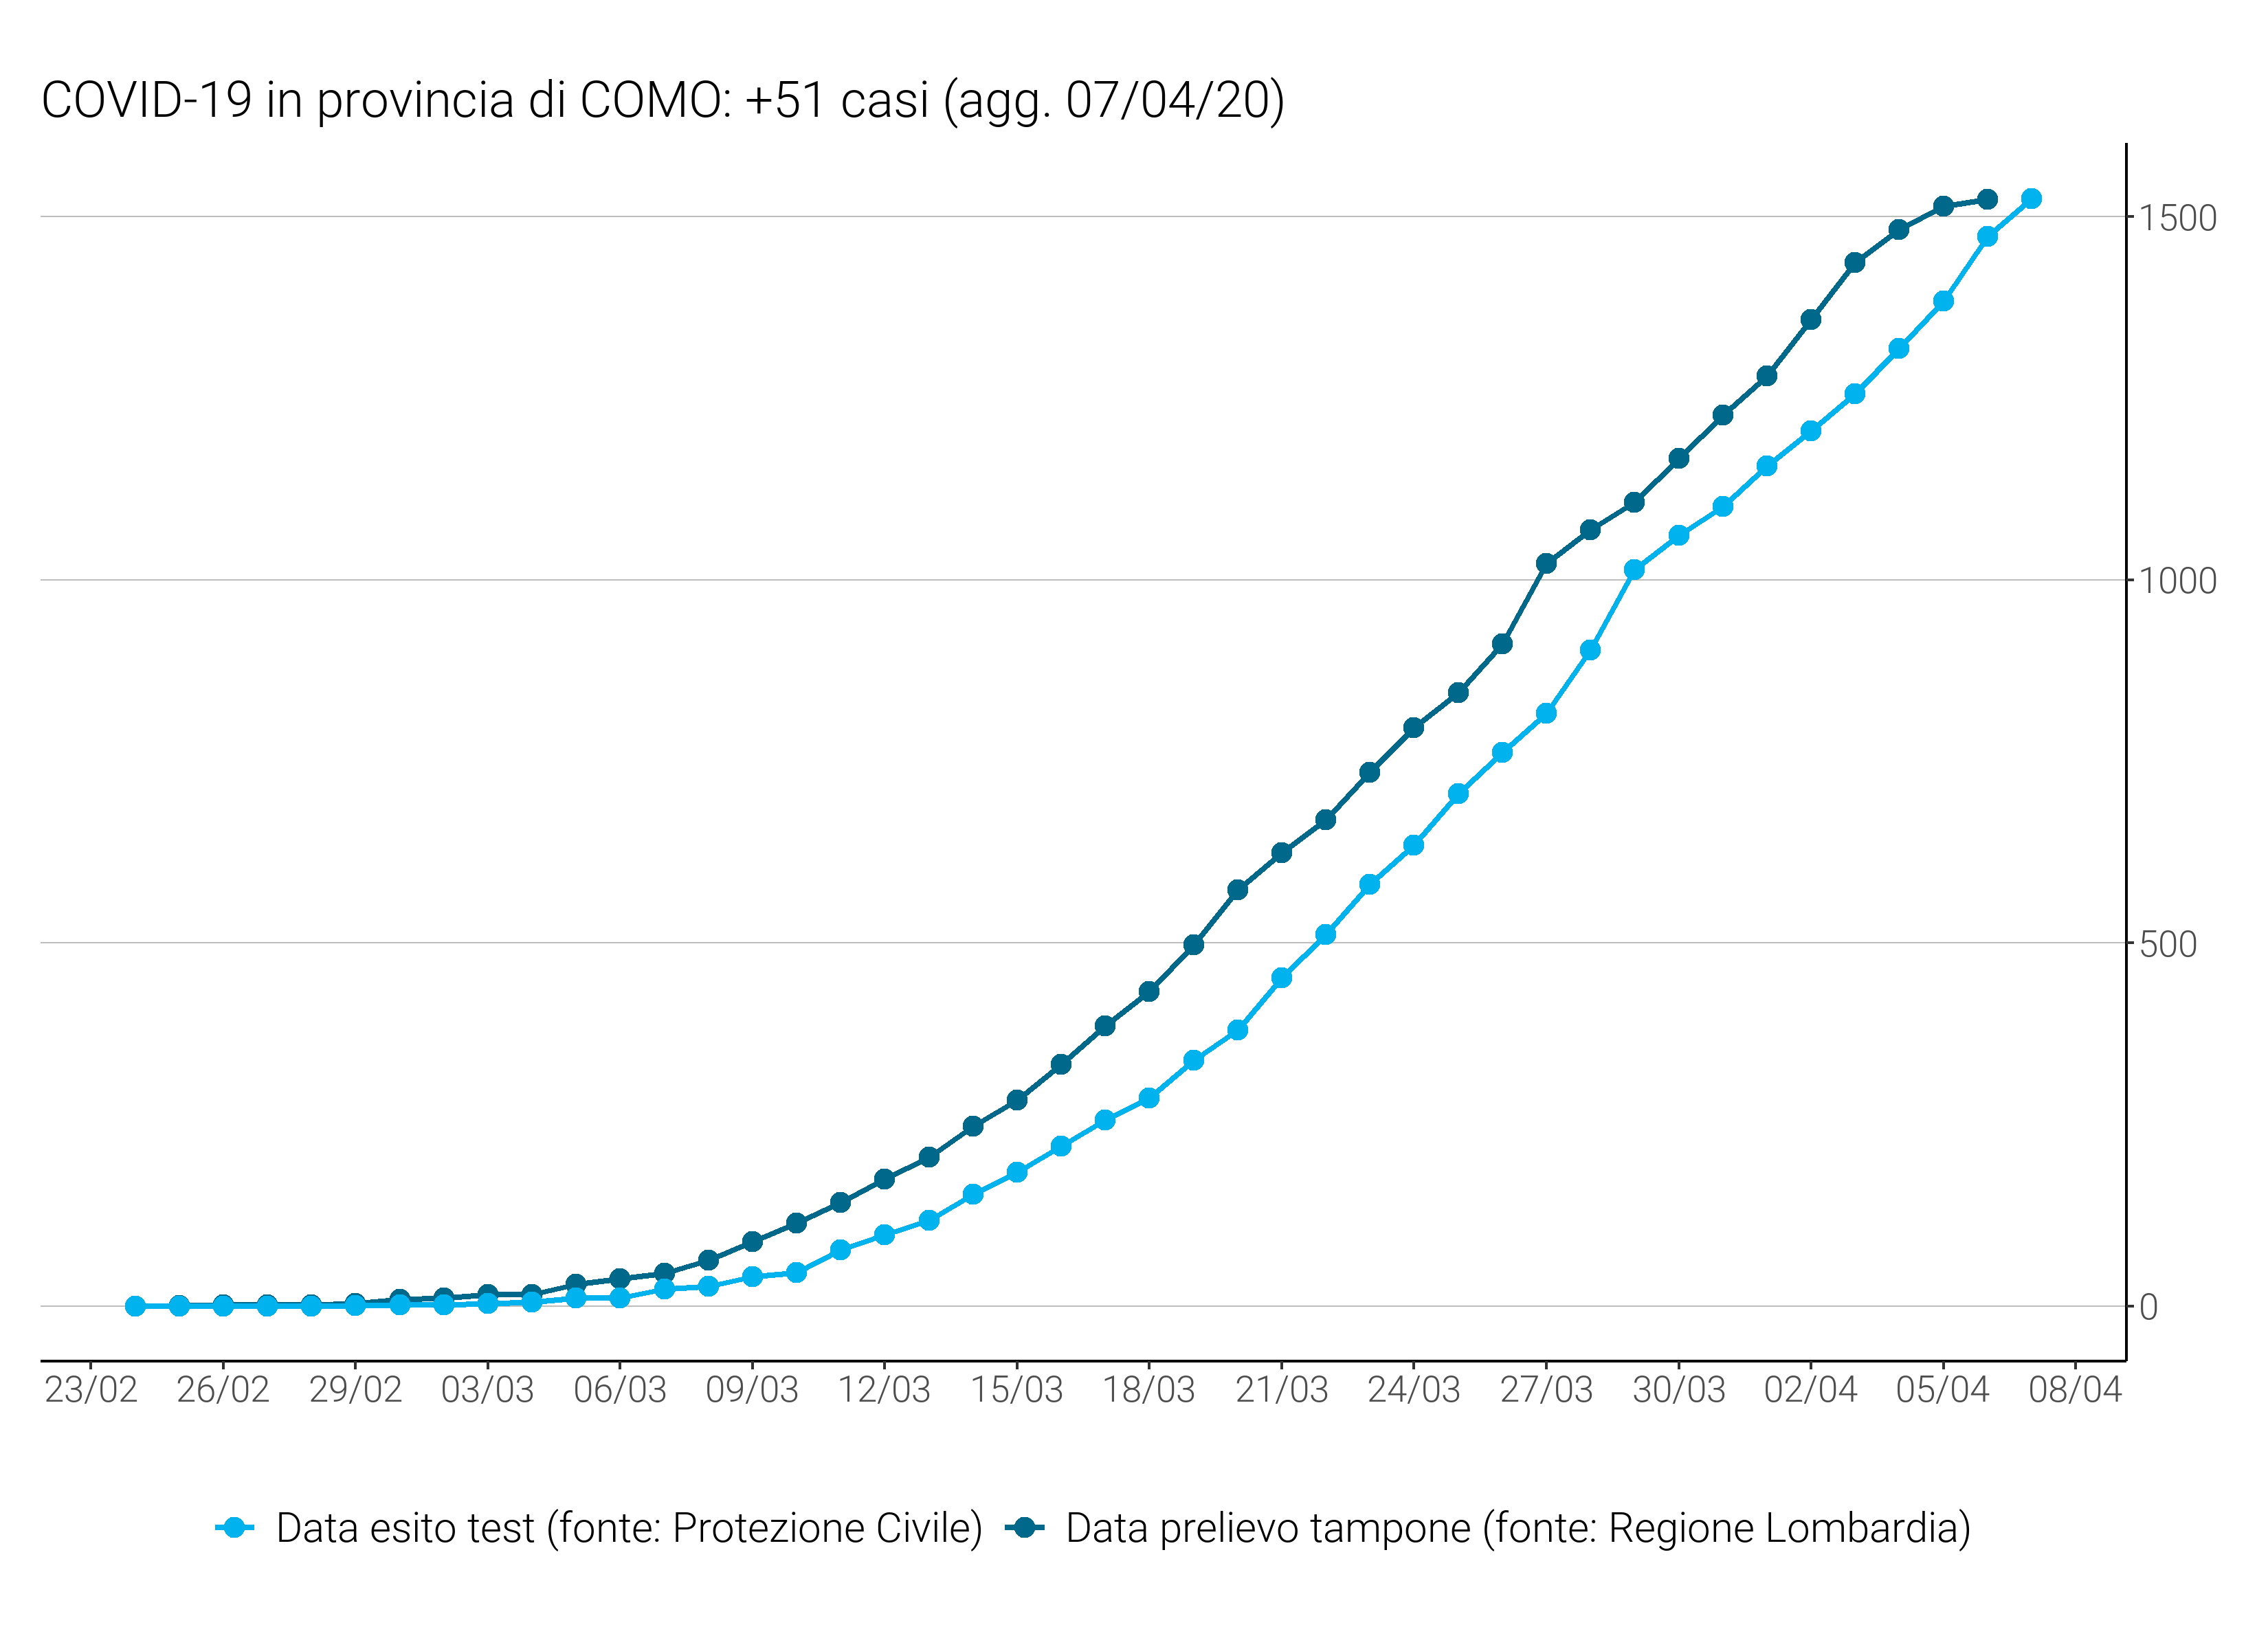 COVID-19 in provincia di COMO: +51 casi (agg. 07/04/20)
1500
1000
500
0
23/02 26/02 29/02 03/03 06/03 09/03 12/03 15/03 18/03 21/03 24/03 27/03 30/03 02/04 05/04 08/04
Data esito test (fonte: Protezione Civile) Data prelievo tampone (fonte: Regione Lombardia)